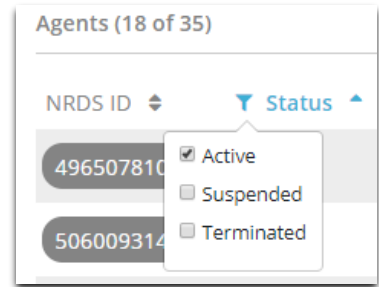 Agents (18 of 35)
NRDS ID Status
496507810
Active
Suspended
506009314
Terminated